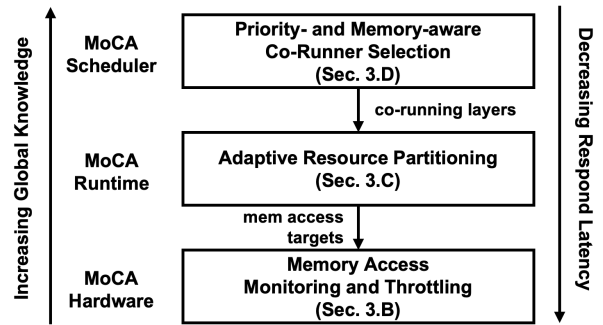 Increasing Global Knowledge
MoCA
Scheduler
Priority- and Memory-aware
Co-Runner Selection
(Sec. 3.D)
co-running layers
MoCA
Runtime
Adaptive Resource Partitioning
(Sec. 3.C)
mem access
targets
MoCA
Hardware
Memory Access
Monitoring and Throttling
(Sec. 3.B)
Decreasing Respond Latency